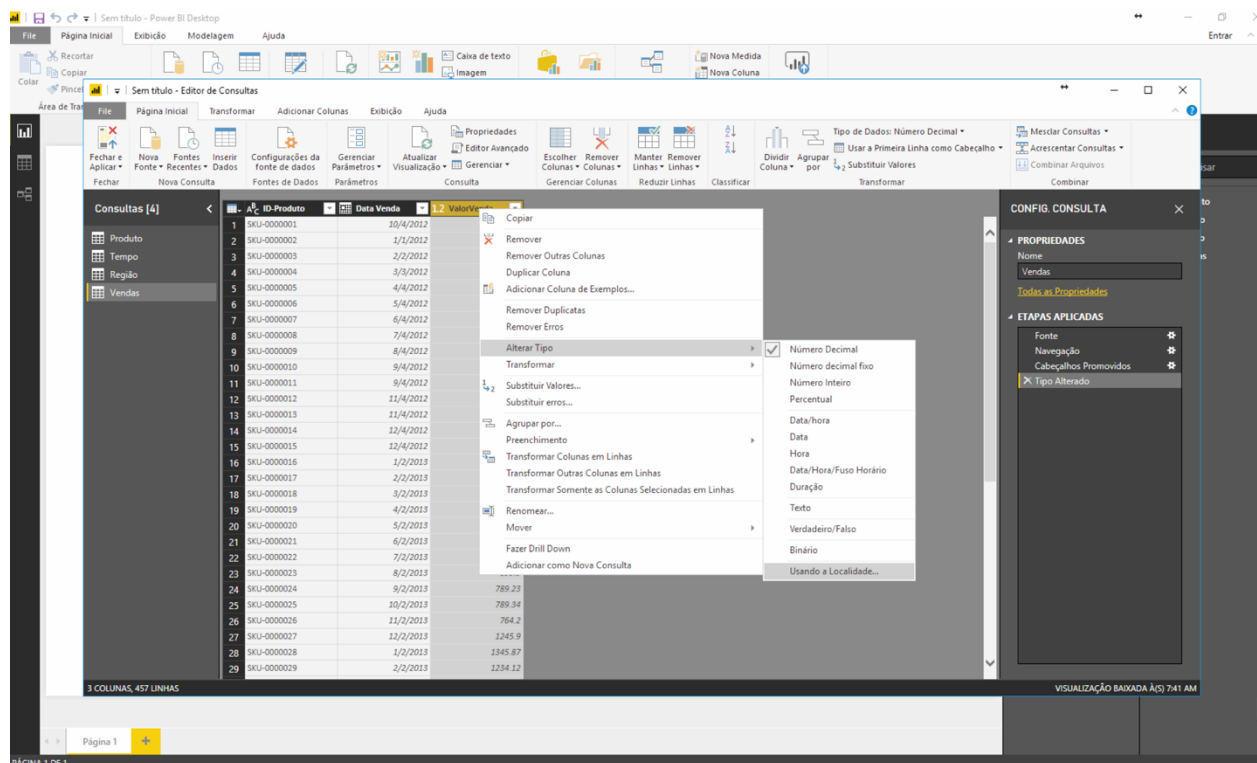 Sem título - Power BI Desktop
File Página Inicial Exibição Modelagem Ajuda Entrar
Colar Recortar Copiar Pincel
Caixa de texto
Imagem
Nova Medida
Nova Coluna
Área de Tra
Sem título - Editor de Consultas
File Página Inicial Transformar Adicionar Colunas Exibição Ajuda
Fechar e Aplicar
Nova Fonte
Fontes Recentes
Inserir Dados
Configurações da fonte de dados
Gerenciar Parâmetros
Atualizar Visualização
Propriedades
Editor Avançado
Gerenciar
Escolher Colunas
Remover Colunas
Manter Linhas
Remover Linhas
Dividir Coluna
Agrupar por
Tipo de Dados: Número Decimal
Usar a Primeira Linha como Cabeçalho
1 2 Substituir Valores
Mesclar Consultas
Acrescentar Consultas
Combinar Arquivos
Fechar Nova Consulta Fontes de Dados Parâmetros Consulta Gerenciar Colunas Reduzir Linhas Classificar Transformar Combinar
isar
Consultas [4]
Produto
Tempo
Região
Vendas
ABC ID-Produto Data Venda 1.2 ValorVenda
1 SKU-0000001 10/4/2012
2 SKU-0000002 1/1/2012
3 SKU-0000003 2/2/2012
4 SKU-0000004 3/3/2012
5 SKU-0000005 4/4/2012
6 SKU-0000006 5/4/2012
7 SKU-0000007 6/4/2012
8 SKU-0000008 7/4/2012
9 SKU-0000009 8/4/2012
10 SKU-0000010 9/4/2012
11 SKU-0000011 9/4/2012
12 SKU-0000012 11/4/2012
13 SKU-0000013 11/4/2012
14 SKU-0000014 12/4/2012
15 SKU-0000015 12/4/2012
16 SKU-0000016 1/2/2013
17 SKU-0000017 2/2/2013
18 SKU-0000018 3/2/2013
19 SKU-0000019 4/2/2013
20 SKU-0000020 5/2/2013
21 SKU-0000021 6/2/2013
22 SKU-0000022 7/2/2013
23 SKU-0000023 8/2/2013
24 SKU-0000024 9/2/2013 789.23
25 SKU-0000025 10/2/2013 789.34
26 SKU-0000026 11/2/2013 764.2
27 SKU-0000027 12/2/2013 1245.9
28 SKU-0000028 1/2/2013 1345.87
29 SKU-0000029 2/2/2013 1234.12
Copiar
Remover
Remover Outras Colunas
Duplicar Coluna
Adicionar Coluna de Exemplos...
Remover Duplicatas
Remover Erros
Alterar Tipo
Transformar
1 2 Substituir Valores...
Substituir erros...
Agrupar por...
Preenchimento
Transformar Colunas em Linhas
Transformar Outras Colunas em Linhas
Transformar Somente as Colunas Selecionadas em Linhas
Renomear...
Mover
Fazer Drill Down
Adicionar como Nova Consulta
Número Decimal
Número decimal fixo
Número Inteiro
Percentual
Data/hora
Data
Hora
Data/Hora/Fuso Horário
Duração
Texto
Verdadeiro/Falso
Binário
Usando a Localidade...
CONFIG. CONSULTA
PROPRIEDADES
Nome
Vendas
Todas as Propriedades
ETAPAS APLICADAS
Fonte
Navegação
Cabeçalhos Promovidos
Tipo Alterado
3 COLUNAS, 457 LINHAS VISUALIZAÇÃO BAIXADA À(S) 7:41 AM
Página 1
PÁGINA 1 DE 1